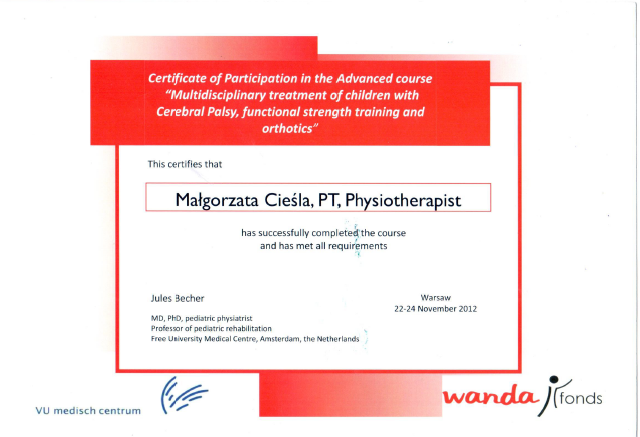 Certificate of Participation in the Advanced course
"Multidisciplinary treatment of children with
Cerebral Palsy, functional strength training and
orthotics"
This certifies that
Małgorzata Cieśla, PT, Physiotherapist
has successfully completed the course
and has met all requirements
Jules Becher
MD, PhD, pediatric physiatrist
Professor of pediatric rehabilitation
Free University Medical Centre, Amsterdam, the Netherlands
Warsaw
22-24 November 2012
VU medisch centrum
wanda fonds